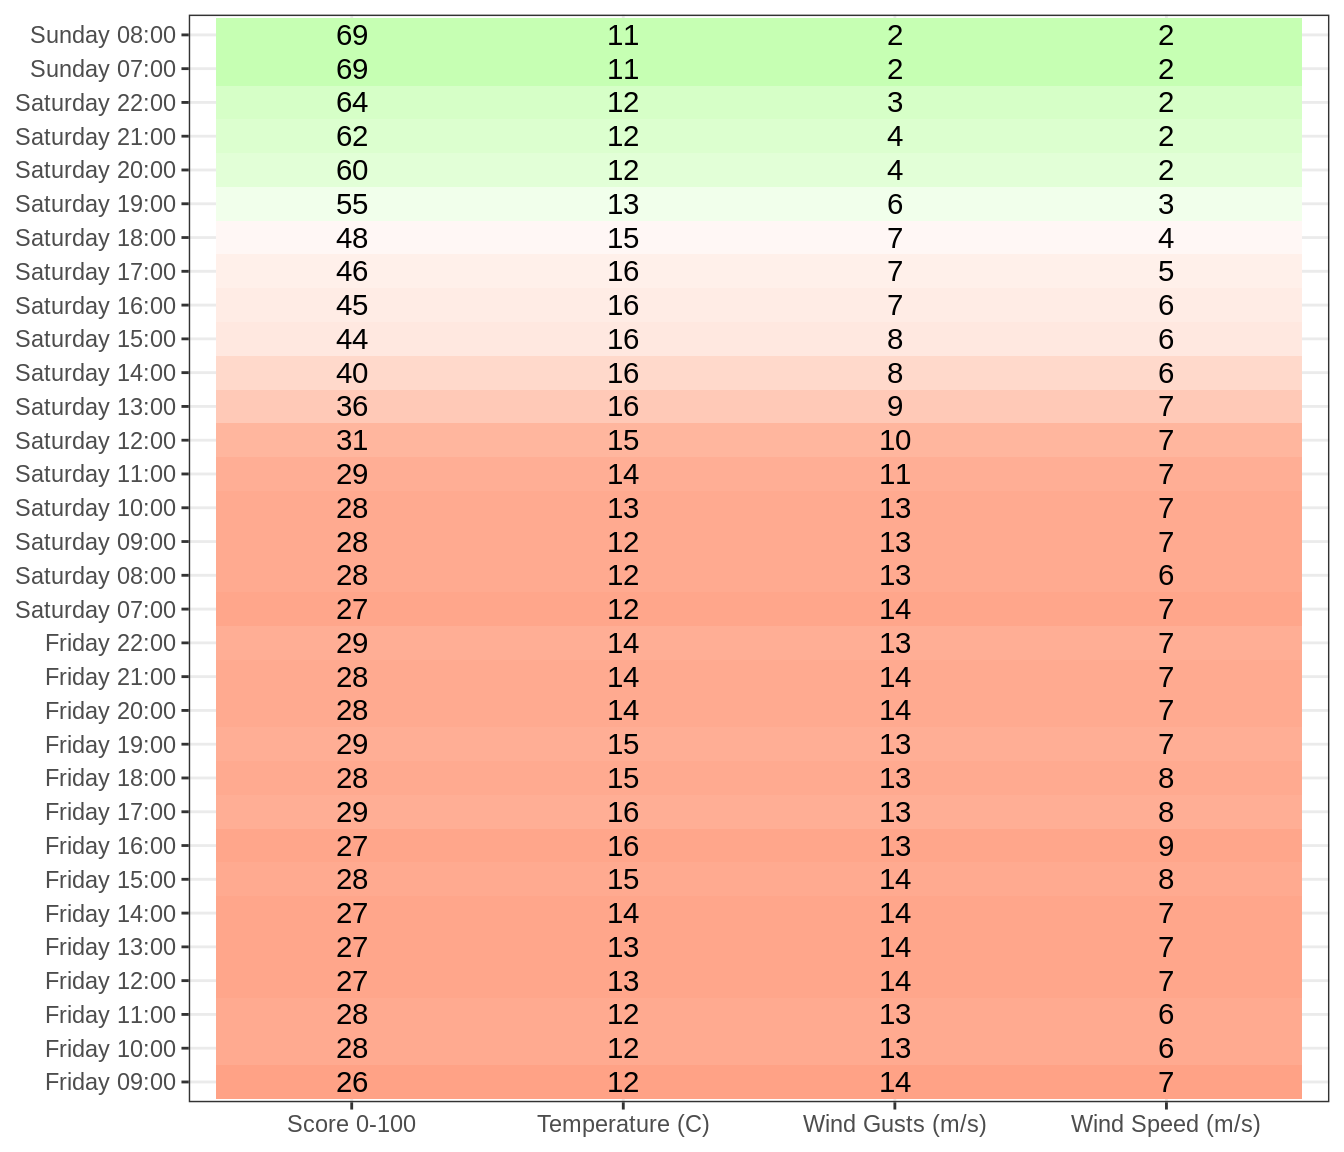 Sunday 08:00 69 11 2 2
Sunday 07:00 69 11 2 2
Saturday 22:00 64 12 3 2
Saturday 21:00 62 12 4 2
Saturday 20:00 60 12 4 2
Saturday 19:00 55 13 6 3
Saturday 18:00 48 15 7 4
Saturday 17:00 46 16 7 5
Saturday 16:00 45 16 7 6
Saturday 15:00 44 16 8 6
Saturday 14:00 40 16 8 6
Saturday 13:00 36 16 9 7
Saturday 12:00 31 15 10 7
Saturday 11:00 29 14 11 7
Saturday 10:00 28 13 13 7
Saturday 09:00 28 12 13 7
Saturday 08:00 28 12 13 6
Saturday 07:00 27 12 14 7
Friday 22:00 29 14 13 7
Friday 21:00 28 14 14 7
Friday 20:00 28 14 14 7
Friday 19:00 29 15 13 7
Friday 18:00 28 15 13 8
Friday 17:00 29 16 13 8
Friday 16:00 27 16 13 9
Friday 15:00 28 15 14 8
Friday 14:00 27 14 14 7
Friday 13:00 27 13 14 7
Friday 12:00 27 13 14 7
Friday 11:00 28 12 13 6
Friday 10:00 28 12 13 6
Friday 09:00 26 12 14 7
Score 0-100 Temperature (C) Wind Gusts (m/s) Wind Speed (m/s)